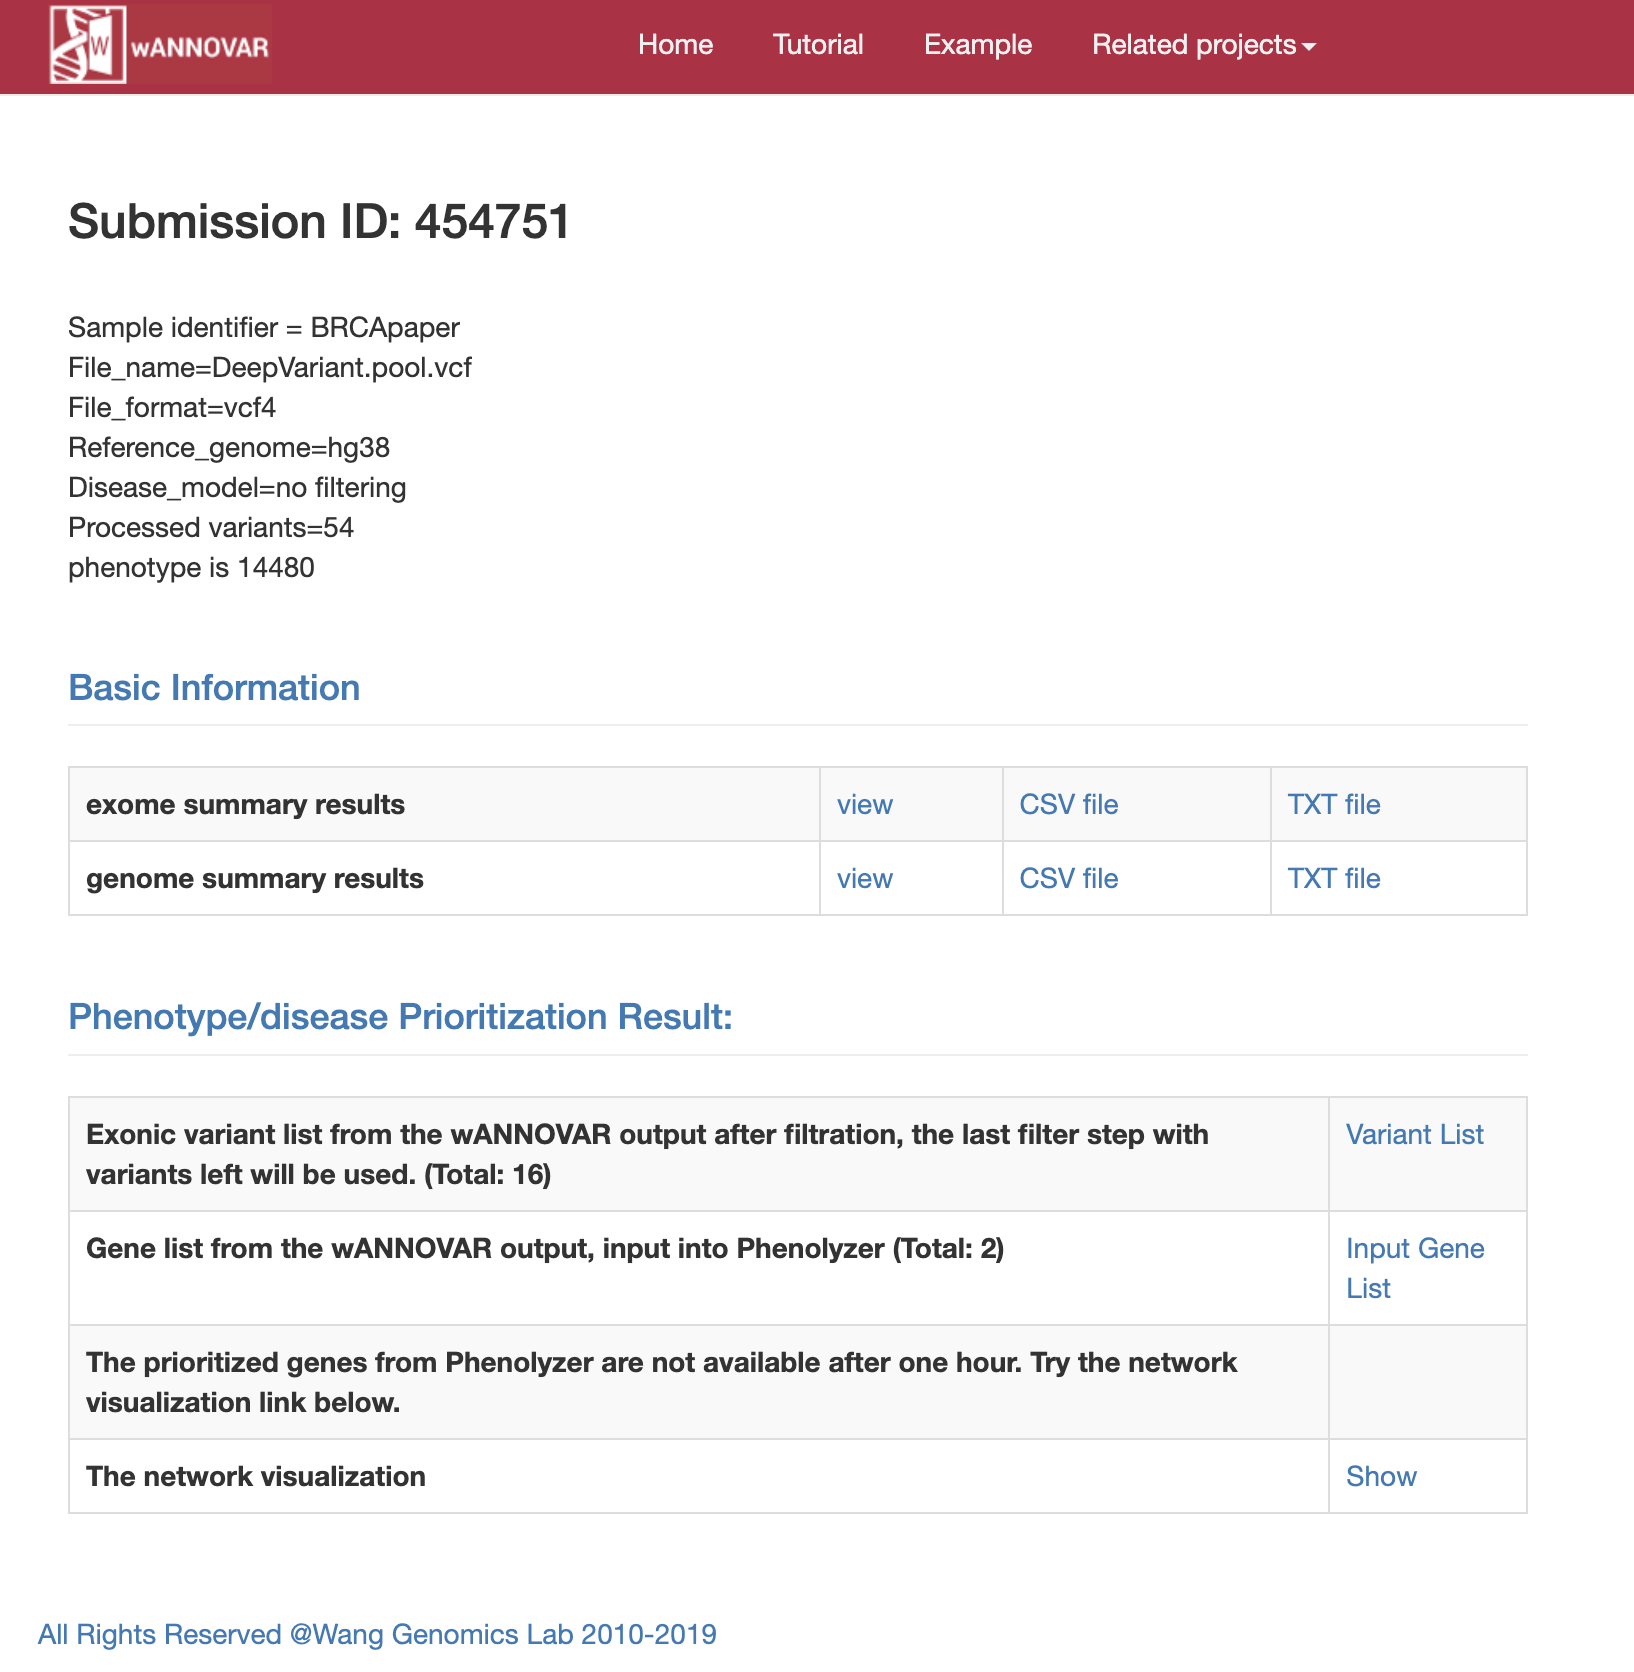 W wANNOVAR Home Tutorial Example Related projects
Submission ID: 454751
Sample identifier = BRCApaper
File_name=DeepVariant.pool.vcf
File_format=vcf4
Reference_genome=hg38
Disease_model=no filtering
Processed variants=54
phenotype is 14480
Basic Information
exome summary results view CSV file TXT file
genome summary results view CSV file TXT file
Phenotype/disease Prioritization Result:
Exonic variant list from the wANNOVAR output after filtration, the last filter step with
variants left will be used. (Total: 16)
Variant List
Gene list from the wANNOVAR output, input into Phenolyzer (Total: 2)
Input Gene
List
The prioritized genes from Phenolyzer are not available after one hour. Try the network
visualization link below.
The network visualization Show
All Rights Reserved @Wang Genomics Lab 2010-2019